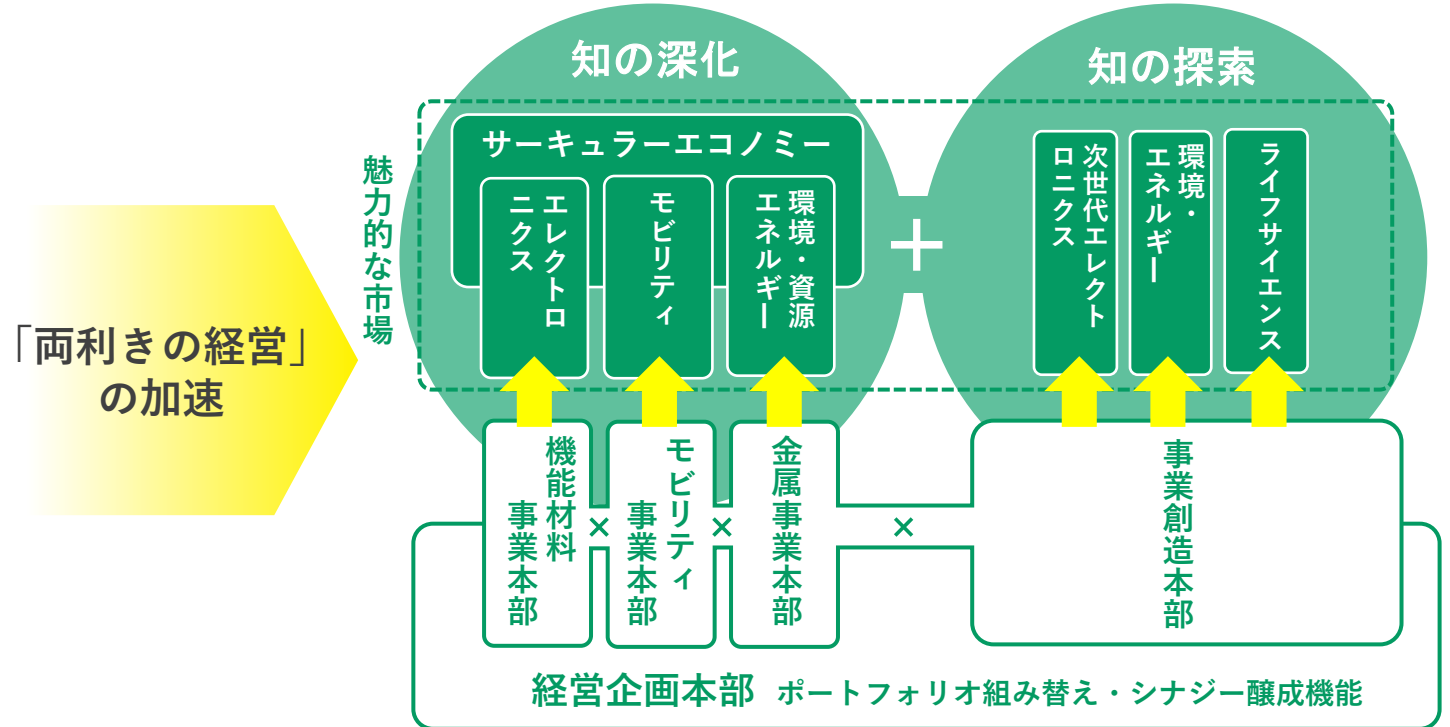 「両利きの経営」
の加速
魅力的な市場
知の深化
サーキュラーエコノミー
エレクトロ
ニクス
モビリティ
環境・資源
エネルギー
＋
知の探索
次世代エレクト
ロニクス
環境・
エネルギー
ライフサイエンス
機能材料
事業本部
×
モビリティ
事業本部
×
金属事業本部
×
事業創造本部
経営企画本部 ポートフォリオ組み替え・シナジー醸成機能